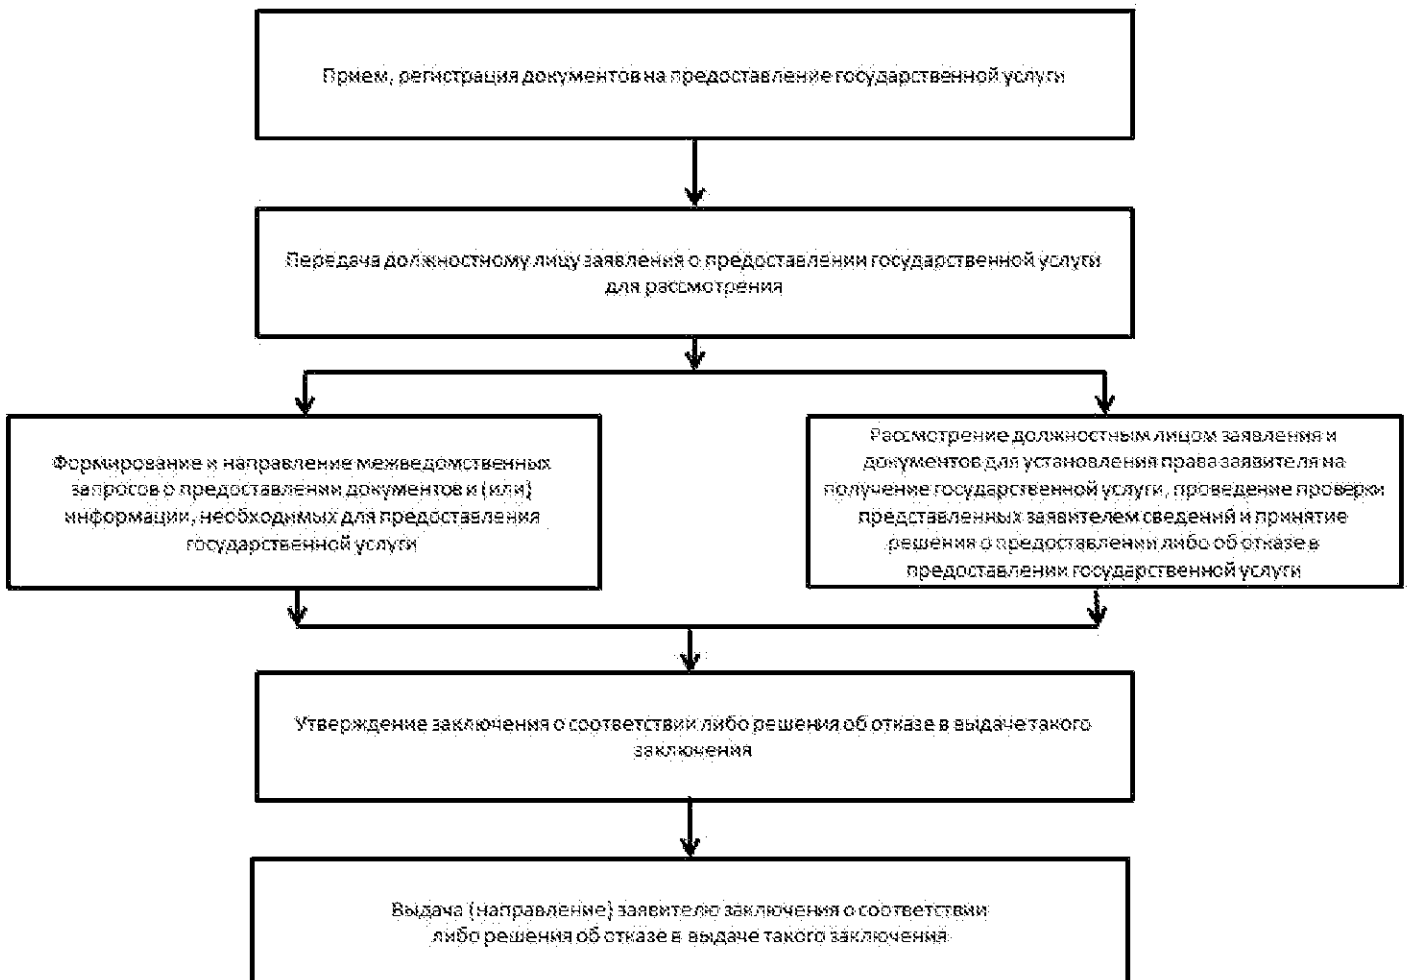 Прием, регистрация документов на предоставление государственной услуги
Передача должностному лицу заявления о предоставлении государственной услуги
для рассмотрения
Формирование и направление межведомственных
запросов о предоставлении документов и (или)
информации, необходимых для предоставления
государственной услуги
Рассмотрение должностным лицом заявления и
документов для установления права заявителя на
получение государственной услуги, проведение проверки
представленных заявителем сведений и принятие
решения о предоставлении либо об отказе в
предоставлении государственной услуги
Утверждение заключения о соответствии либо решения об отказе в выдаче такого
заключения
Выдача (направление) заявителю заключения о соответствии
либо решения об отказе в выдаче такого заключения